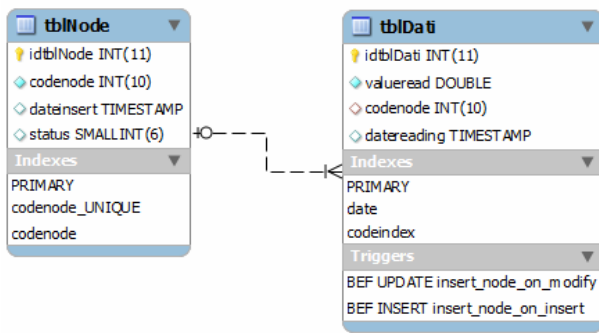 tblNode
idtblNode INT(11)
codenode INT(10)
dateinsert TIMESTAMP
status SMALLINT(6)
Indexes
PRIMARY
codenode_UNIQUE
codenode
tblDati
idtblDati INT(11)
valueread DOUBLE
codenode INT(10)
datereading TIMESTAMP
Indexes
PRIMARY
date
codeindex
Triggers
BEF UPDATE insert_node_on_modify
BEF INSERT insert_node_on_insert